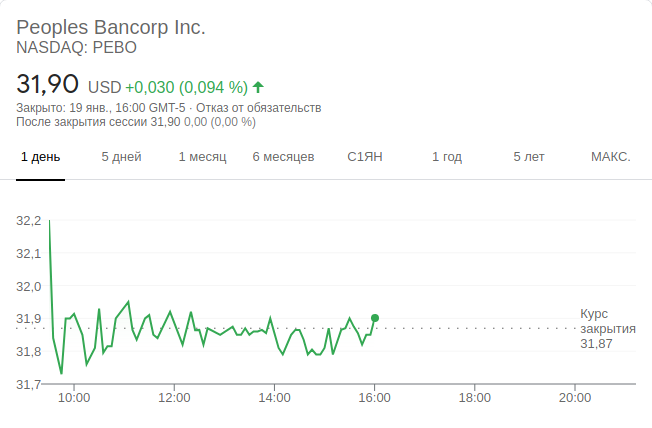 Peoples Bancorp Inc.
NASDAQ: PEBO
31,90 USD +0,030 (0,094 %)
Закрыто: 19 янв., 16:00 GMT-5 · Отказ от обязательств
После закрытия сессии 31,90 0,00 (0,00 %)
1 день 5 дней 1 месяц 6 месяцев С1ЯН 1 год 5 лет МАКС.
32,2
32,1
32,0
31,9
31,8
31,7
Курс
закрытия
31,87
10:00 12:00 14:00 16:00 18:00 20:00